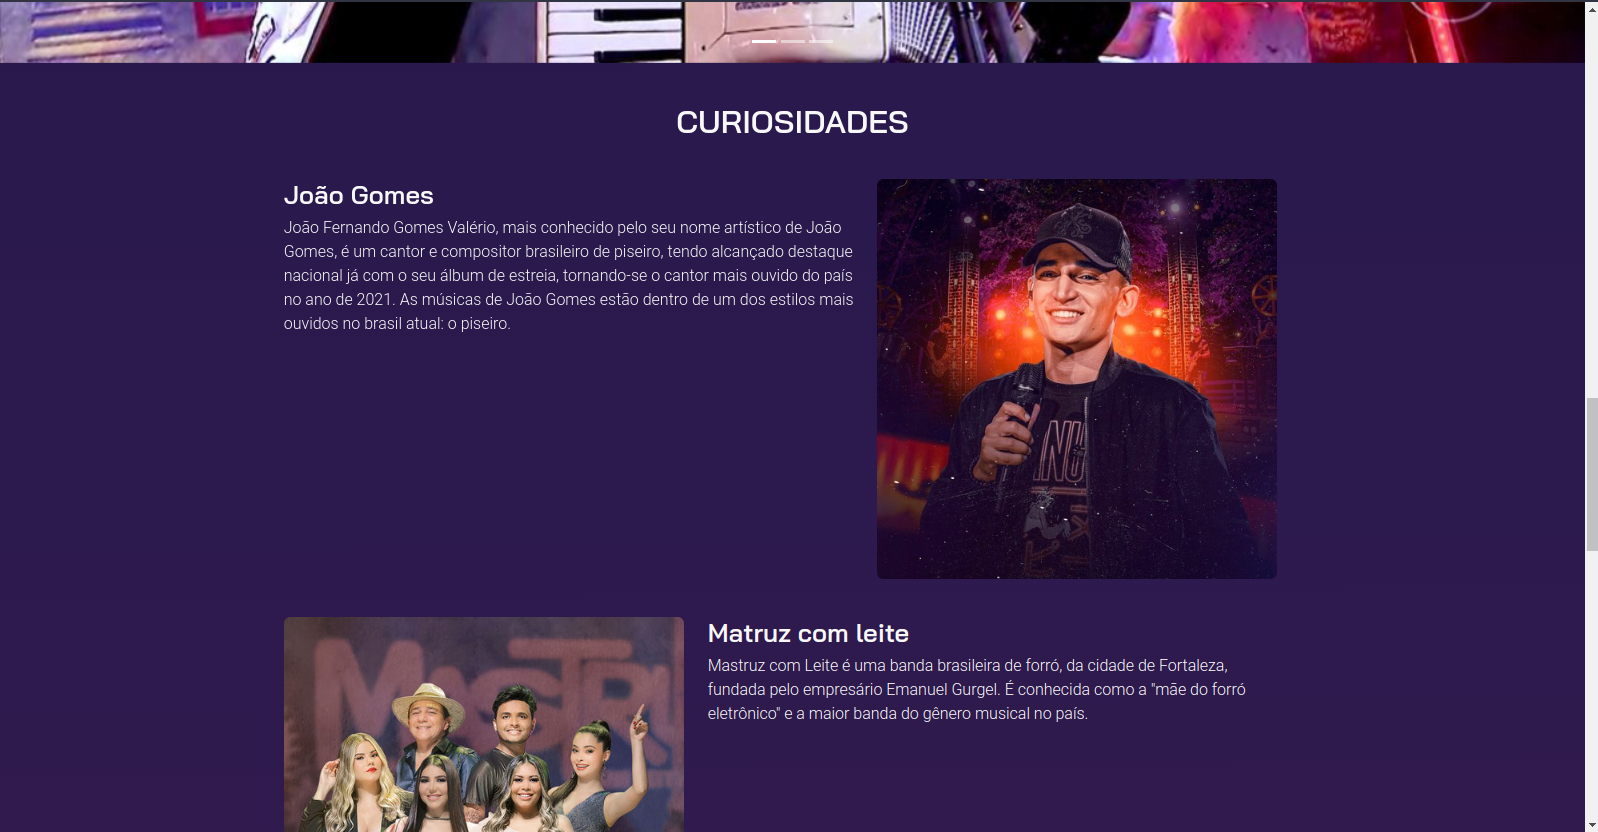 CURIOSIDADES
João Gomes
João Fernando Gomes Valério, mais conhecido pelo seu nome artístico de João
Gomes, é um cantor e compositor brasileiro de piseiro, tendo alcançado destaque
nacional já com o seu álbum de estreia, tornando-se o cantor mais ouvido do país
no ano de 2021. As músicas de João Gomes estão dentro de um dos estilos mais
ouvidos no brasil atual: o piseiro.
Matruz com leite
Mastruz com Leite é uma banda brasileira de forró, da cidade de Fortaleza,
fundada pelo empresário Emanuel Gurgel. É conhecida como a "mãe do forró
eletrônico" e a maior banda do gênero musical no país.